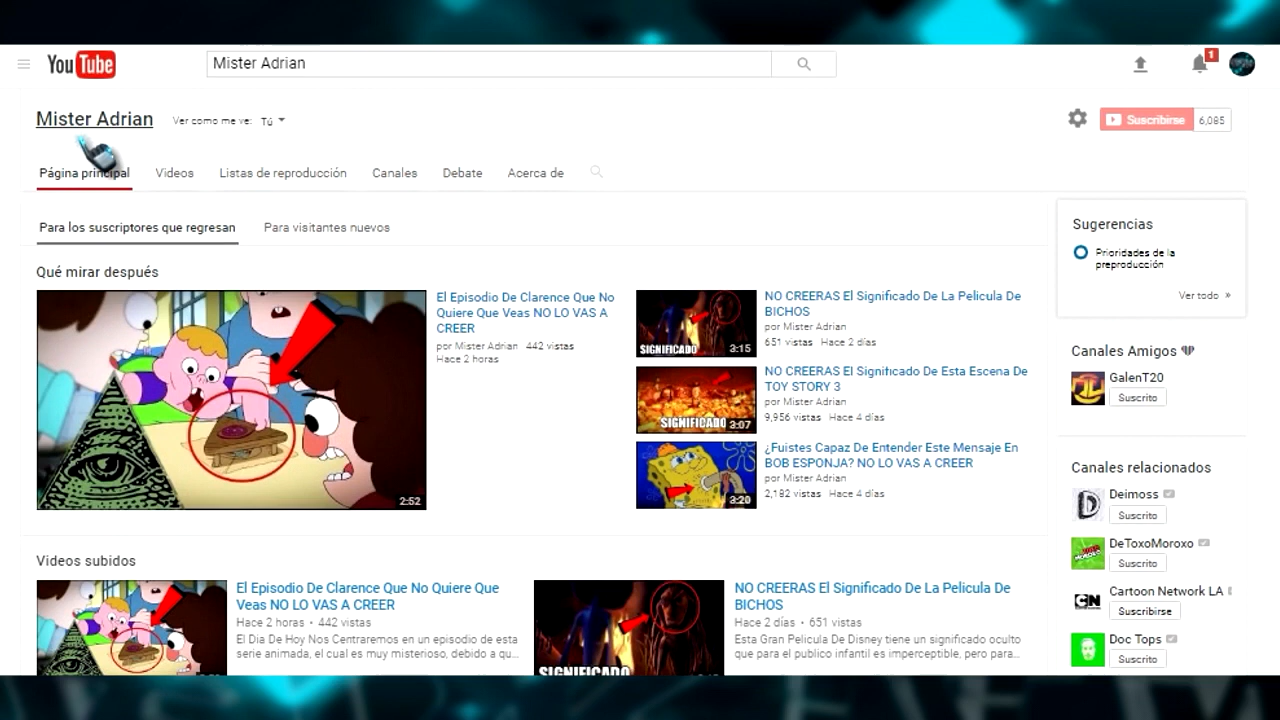 YouTube
Mister Adrian
1
Mister Adrian
Ver como me ve: Tú
Suscribirse 6,085
Página principal Videos Listas de reproducción Canales Debate Acerca de
Para los suscriptores que regresan Para visitantes nuevos
Qué mirar después
2:52
El Episodio De Clarence Que No
Quiere Que Veas NO LO VAS A
CREER
por Mister Adrian 442 vistas
Hace 2 horas
SIGNIFICADO 3:15
NO CREERAS El Significado De La Pelicula De
BICHOS
por Mister Adrian
651 vistas Hace 2 días
SIGNIFICADO 3:07
NO CREERAS El Significado De Esta Escena De
TOY STORY 3
por Mister Adrian
9,956 vistas Hace 4 días
3:20
¿Fuistes Capaz De Entender Este Mensaje En
BOB ESPONJA? NO LO VAS A CREER
por Mister Adrian
2,182 vistas Hace 4 días
Videos subidos
El Episodio De Clarence Que No Quiere Que
Veas NO LO VAS A CREER
Hace 2 horas • 442 vistas
El Dia De Hoy Nos Centraremos en un episodio de esta
serie animada, el cual es muy misterioso, debido a qu...
SIGNIFICADO
NO CREERAS El Significado De La Pelicula De
BICHOS
Hace 2 días • 651 vistas
Esta Gran Pelicula De Disney tiene un significado oculto
que para el publico infantil es imperceptible, pero para...
Sugerencias
Prioridades de la
preproducción
Ver todo »
Canales Amigos
GalenT20
Suscrito
Canales relacionados
D
Deimoss
Suscrito
DeToxoMoroxo
Suscrito
CN
Cartoon Network LA
Suscribirse
Doc Tops
Suscrito